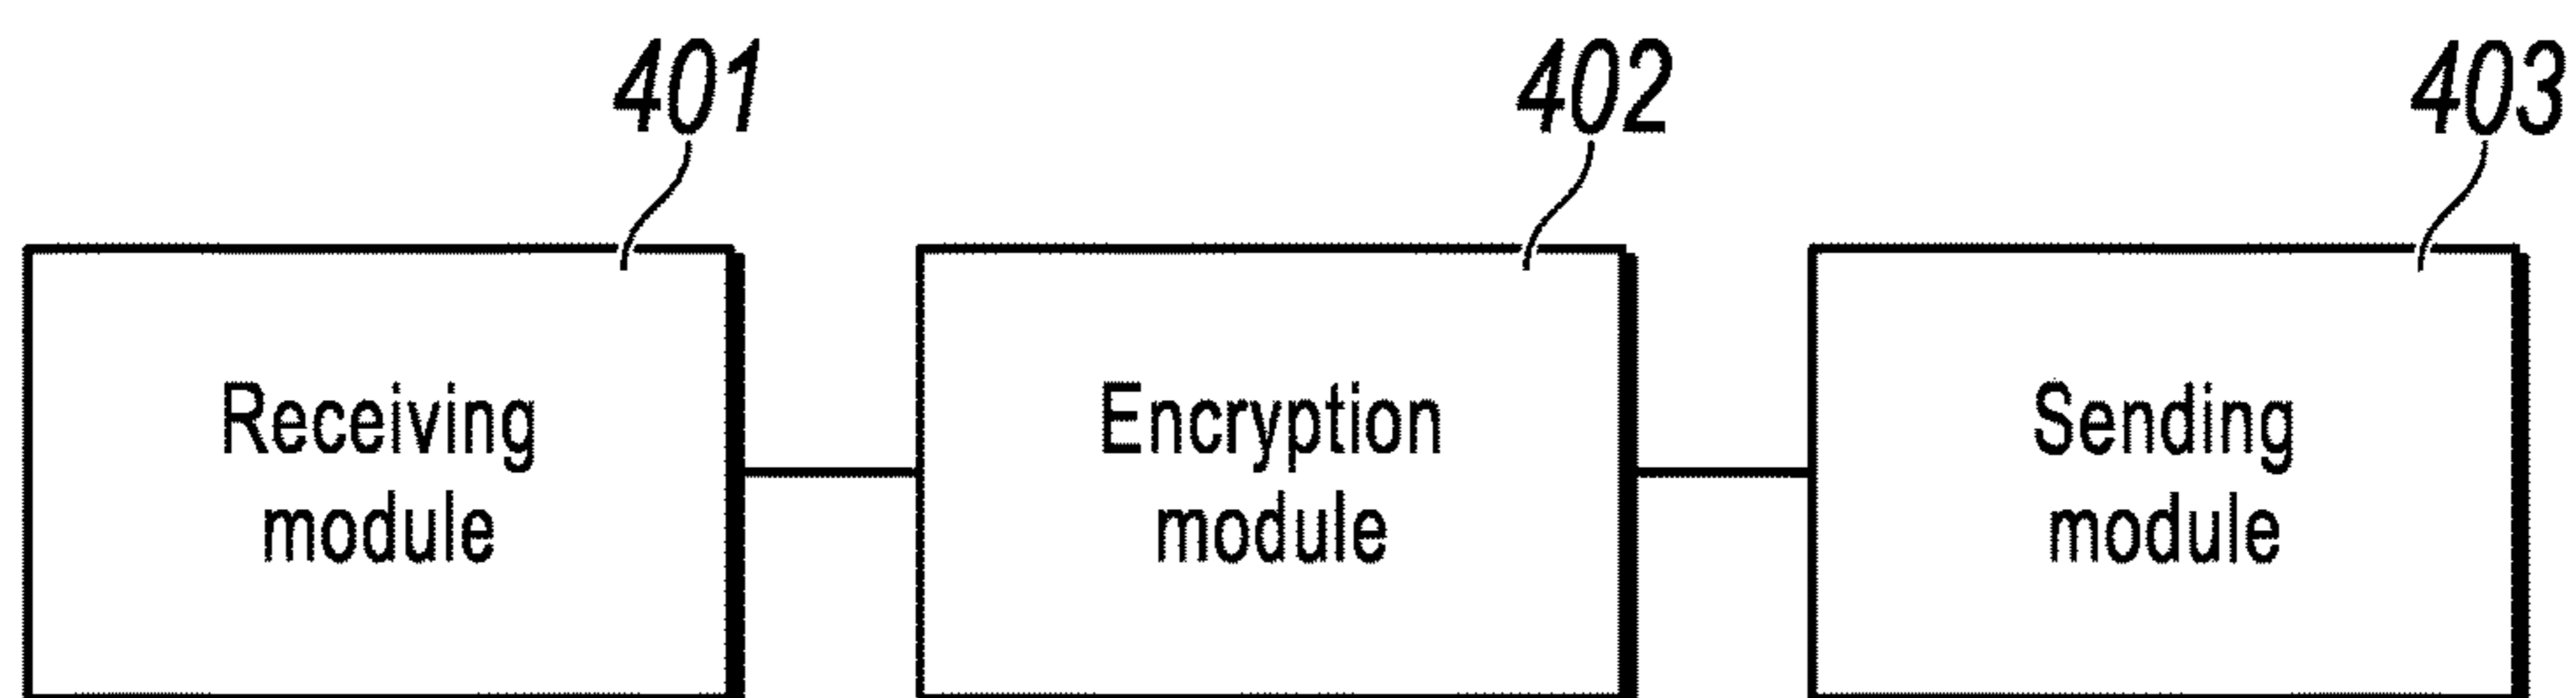 401
402
403
Receiving
module
Encryption
module
Sending
module